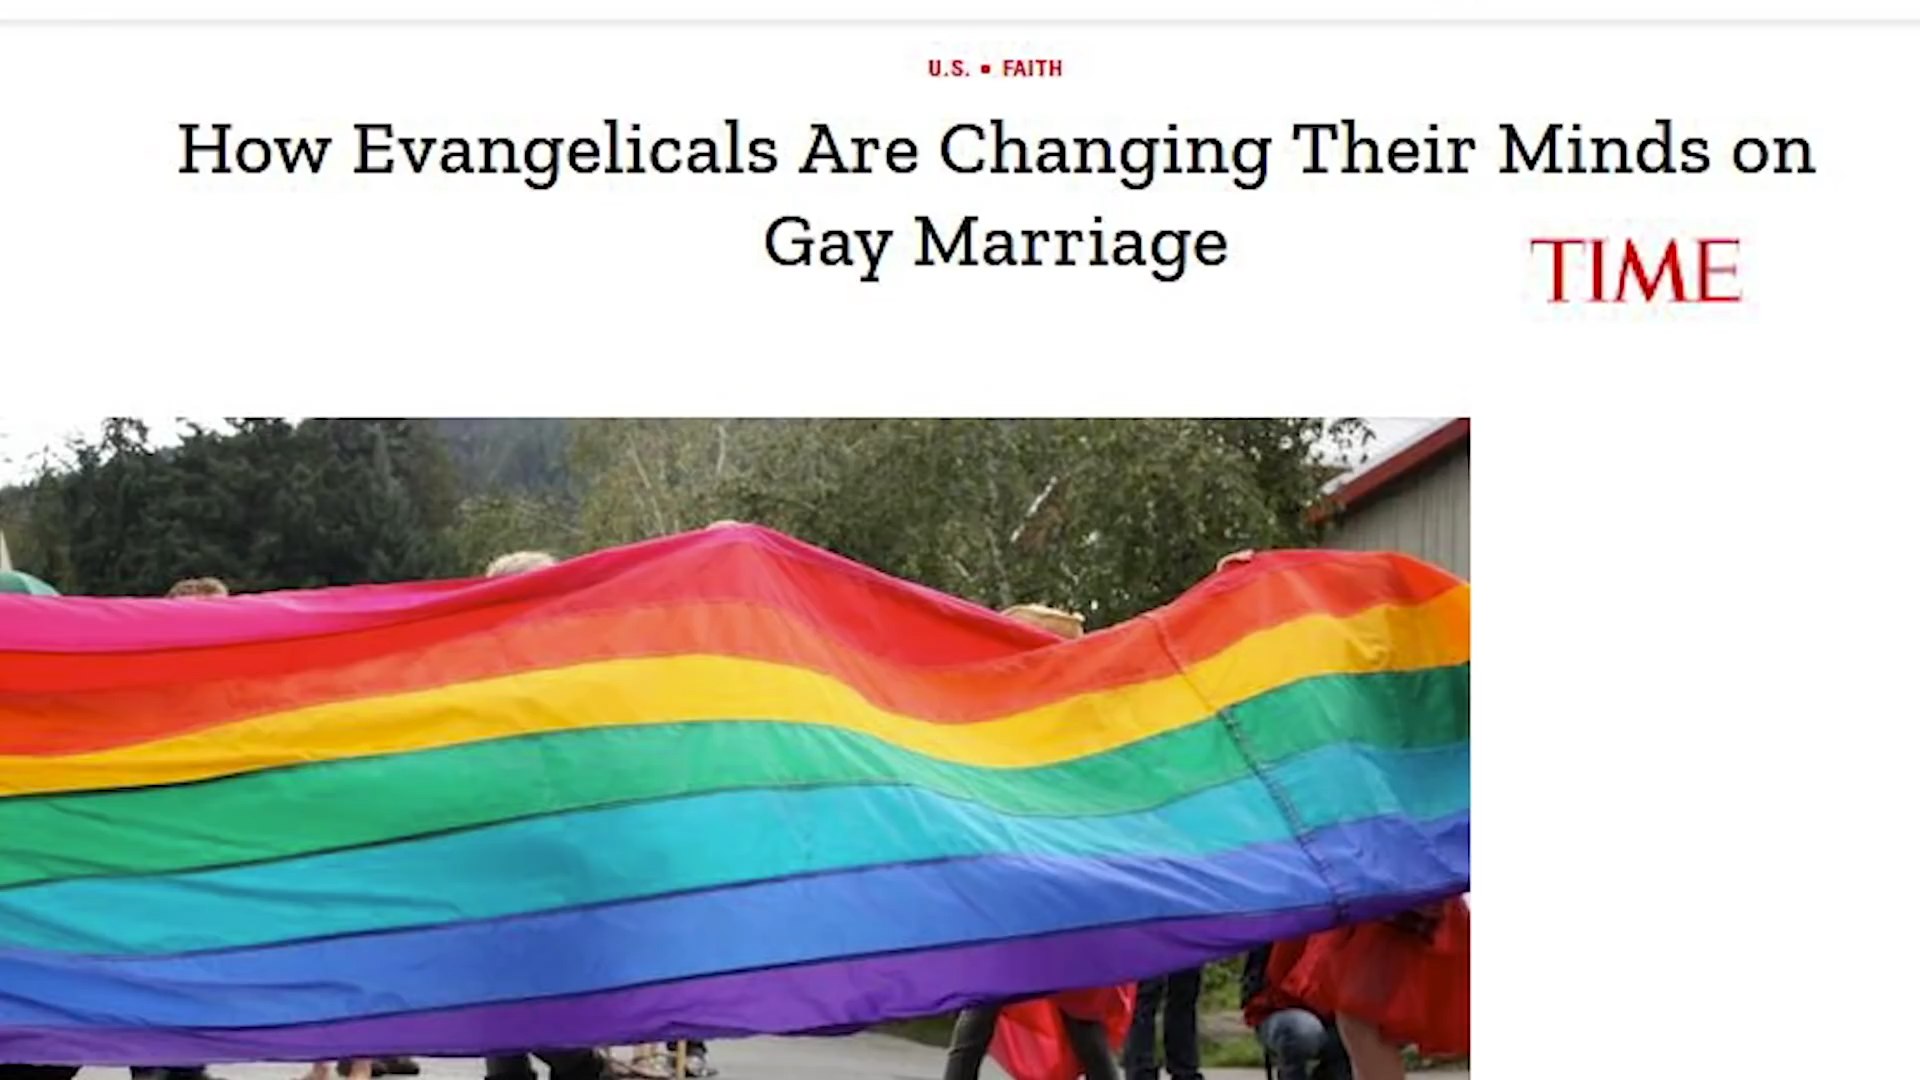 U.S. • FAITH
How Evangelicals Are Changing Their Minds on
Gay Marriage
TIME